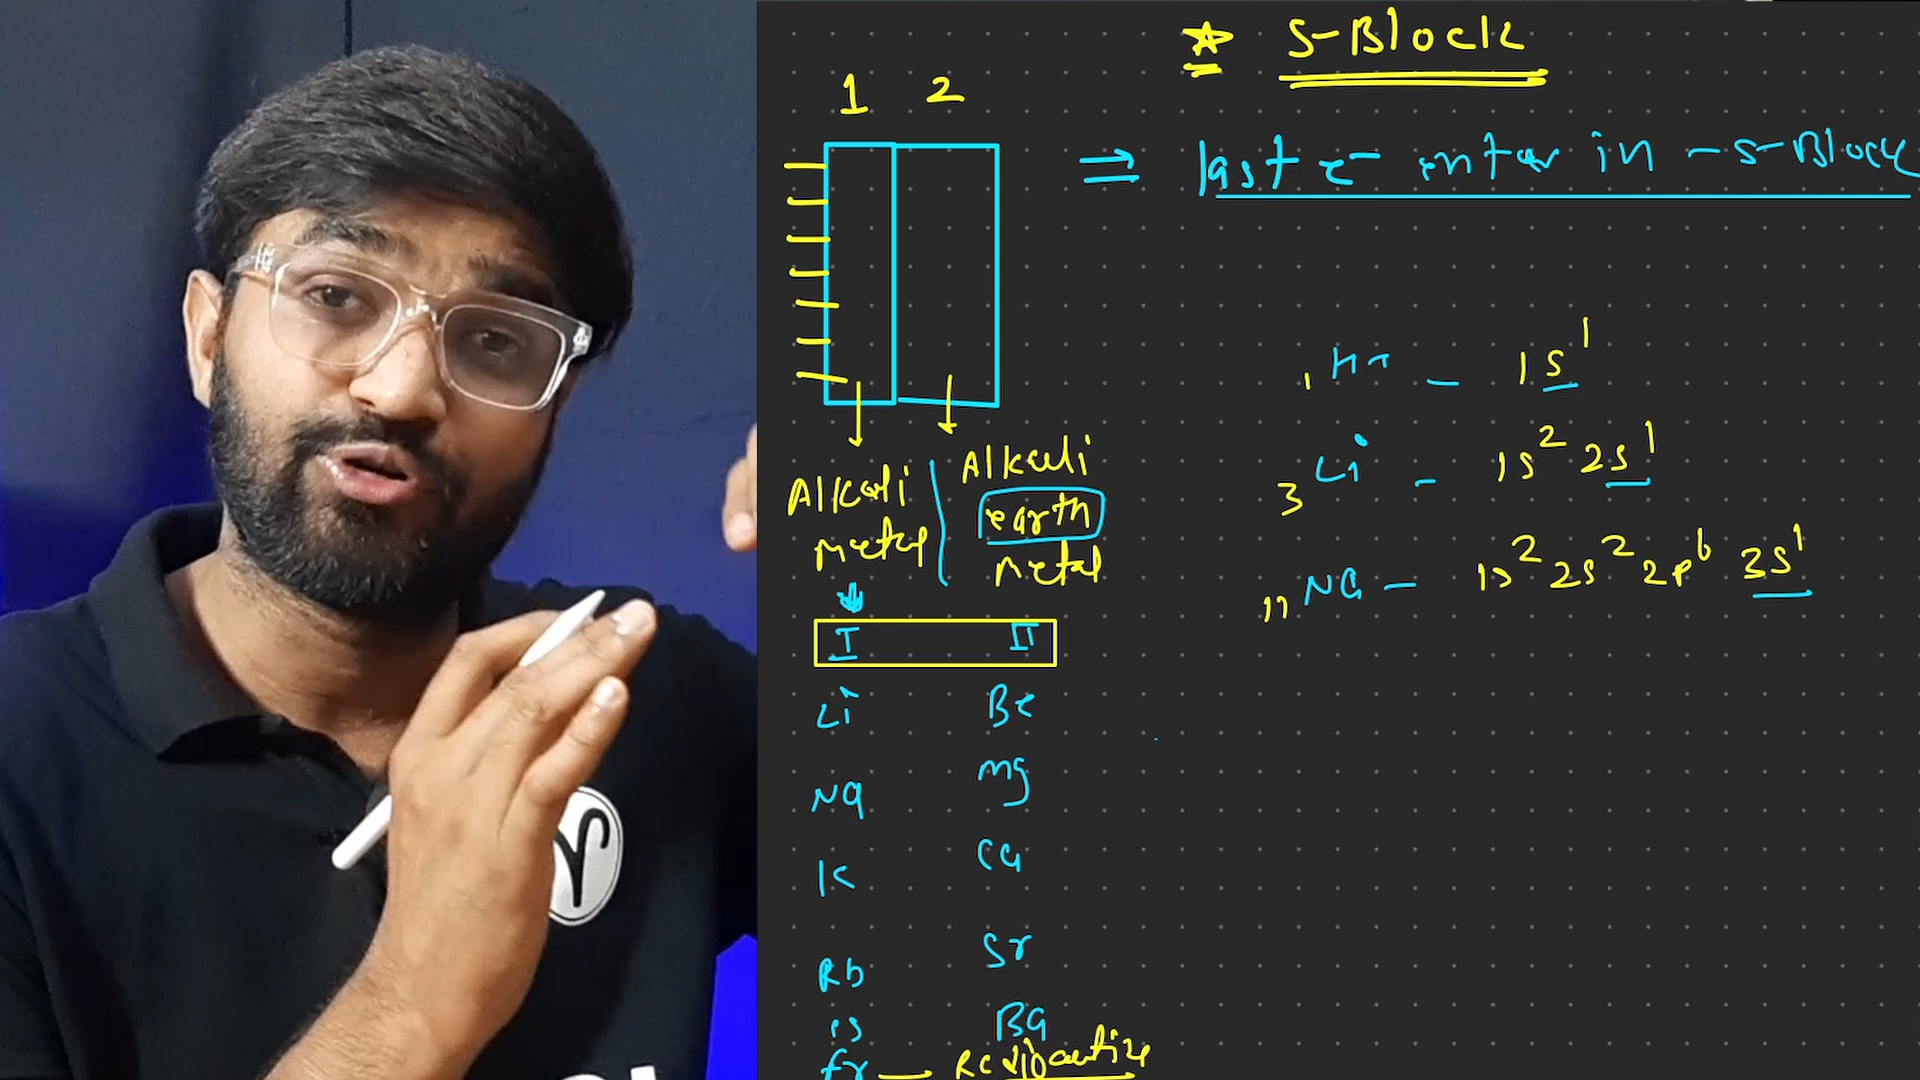 ☆ S-Block
1 2
⇒ last e⁻ enter in - s-Block
₁H - 1s¹
₃Li - 1s² 2s¹
₁₁Na - 1s² 2s² 2p⁶ 3s¹
Alkali metal
Alkali earth metal
I II
Li Be
Na Mg
K Ca
Rb Sr
Cs Ba
Fr — Radioactive